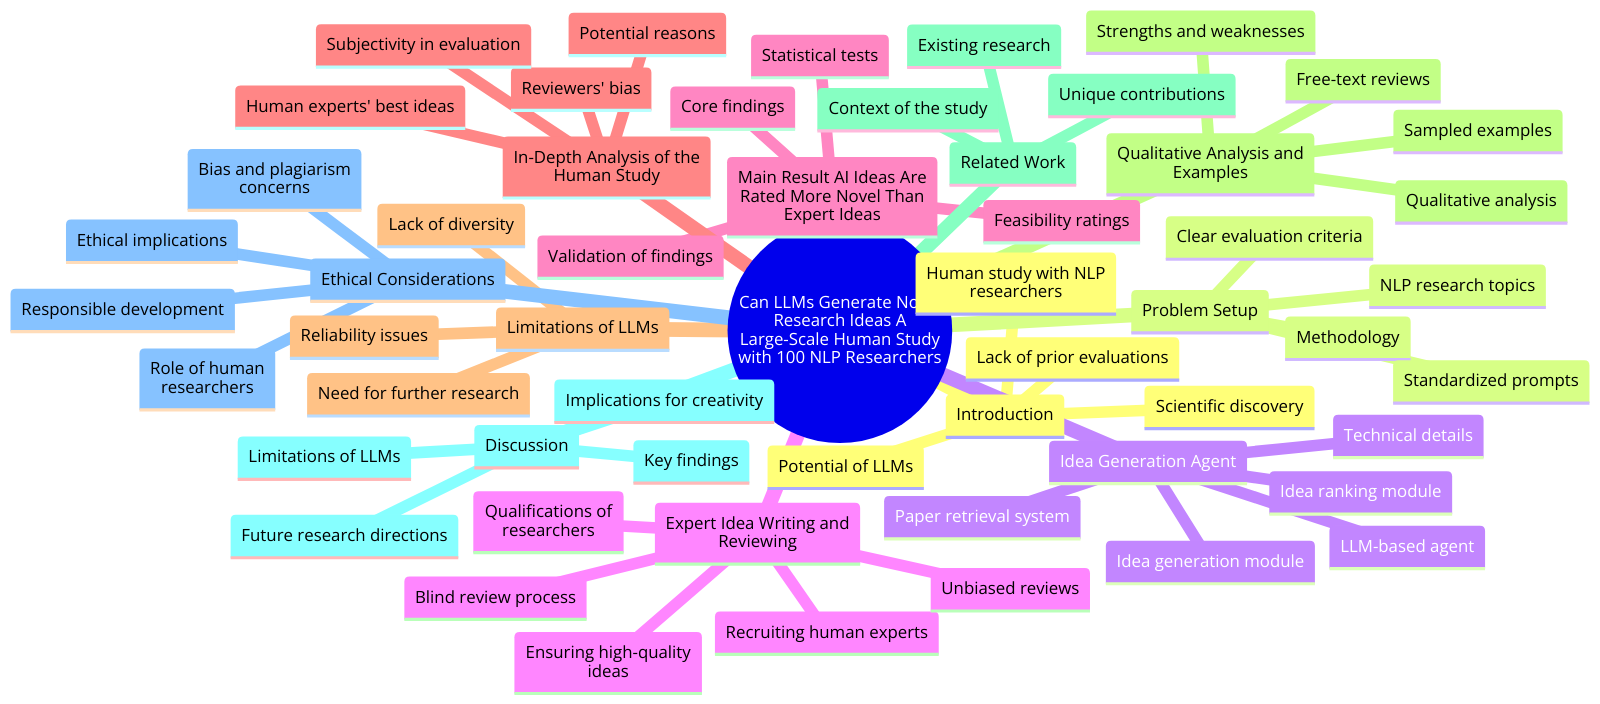 Can LLMs Generate No
Research Ideas A
Large-Scale Human Study
with 100 NLP Researchers
Introduction
Human study with NLP
researchers
Lack of prior evaluations
Scientific discovery
Potential of LLMs
Problem Setup
Clear evaluation criteria
NLP research topics
Methodology
Standardized prompts
Idea Generation Agent
Technical details
Idea ranking module
LLM-based agent
Idea generation module
Paper retrieval system
Expert Idea Writing and
Reviewing
Qualifications of
researchers
Blind review process
Ensuring high-quality
ideas
Recruiting human experts
Unbiased reviews
Main Result AI Ideas Are
Rated More Novel Than
Expert Ideas
Statistical tests
Core findings
Validation of findings
Feasibility ratings
In-Depth Analysis of the
Human Study
Subjectivity in evaluation
Potential reasons
Reviewers' bias
Human experts' best ideas
Limitations of LLMs
Lack of diversity
Reliability issues
Need for further research
Qualitative Analysis and
Examples
Strengths and weaknesses
Free-text reviews
Sampled examples
Qualitative analysis
Related Work
Existing research
Context of the study
Unique contributions
Discussion
Implications for creativity
Limitations of LLMs
Key findings
Future research directions
Ethical Considerations
Bias and plagiarism
concerns
Ethical implications
Responsible development
Role of human
researchers